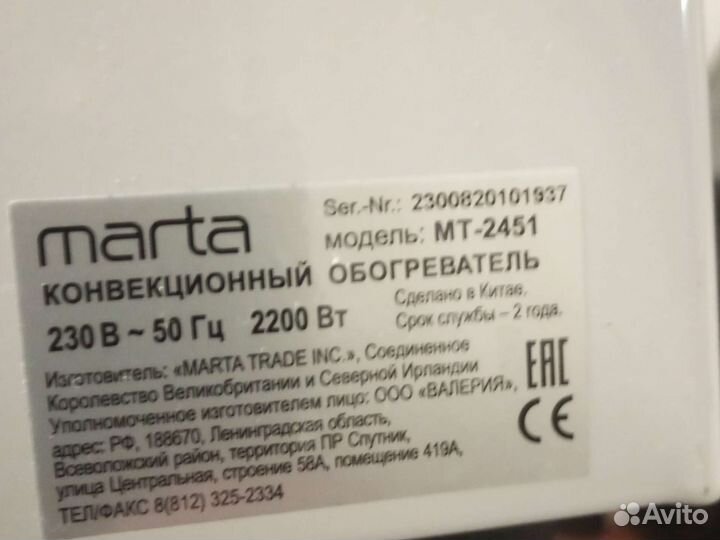 marta
Ser.-Nr.: 2300820101937
модель: MT-2451
КОНВЕКЦИОННЫЙ ОБОГРЕВАТЕЛЬ
230 В ~ 50 Гц 2200 Вт
Сделано в Китае.
Срок службы – 2 года.
Изготовитель: «MARTA TRADE INC.», Соединенное
Королевство Великобритании и Северной Ирландии
Уполномоченное изготовителем лицо: ООО «ВАЛЕРИЯ»,
адрес: РФ, 188670, Ленинградская область,
Всеволожский район, территория ПР Спутник,
улица Центральная, строение 58А, помещение 419А,
ТЕЛ/ФАКС 8(812) 325-2334
EAC
CE
Avito